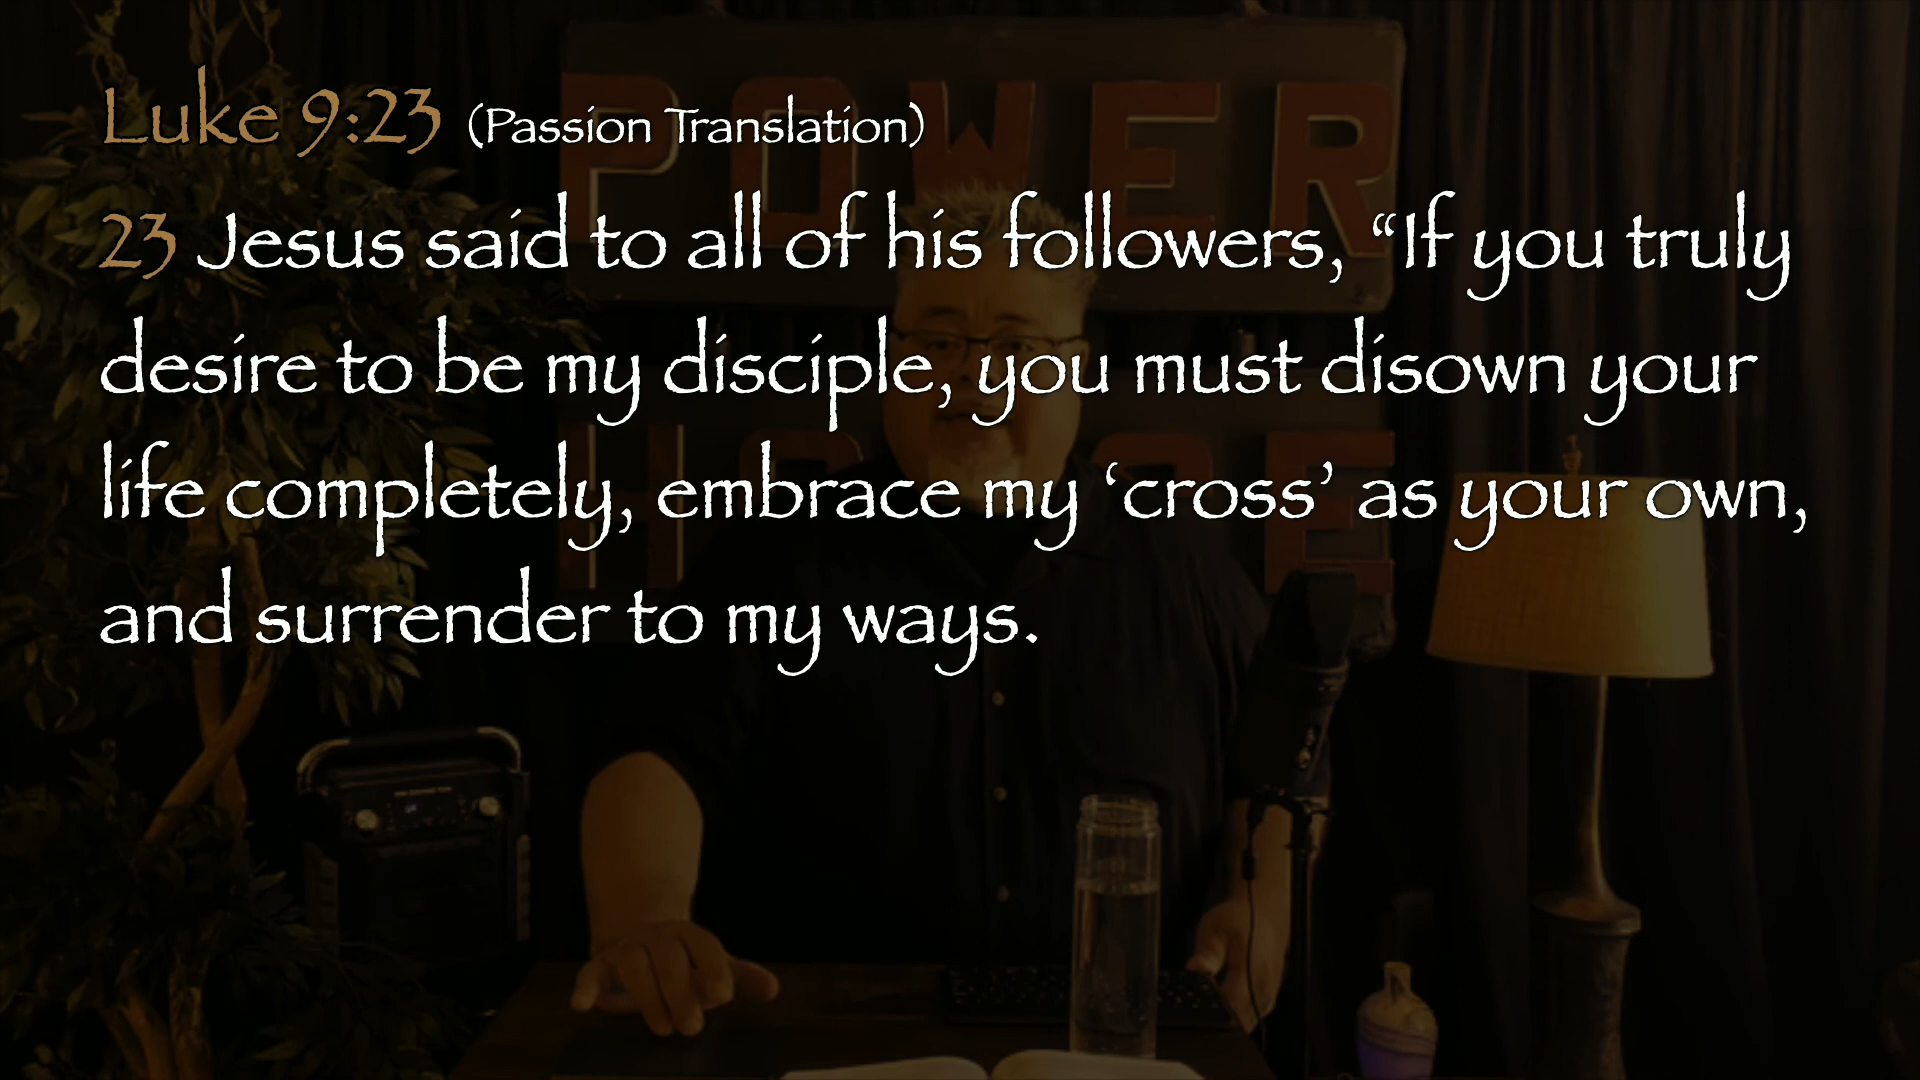 Luke 9:23 (Passion Translation)
23 Jesus said to all of his followers, “If you truly
desire to be my disciple, you must disown your
life completely, embrace my ‘cross’ as your own,
and surrender to my ways.
POWER